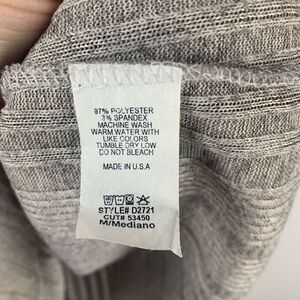 97% POLYESTER
3% SPANDEX
MACHINE WASH
WARM WATER WITH
LIKE COLORS
TUMBLE DRY LOW
DO NOT BLEACH
MADE IN U.S.A
STYLE# D2721
CUT# 53450
M/Mediano